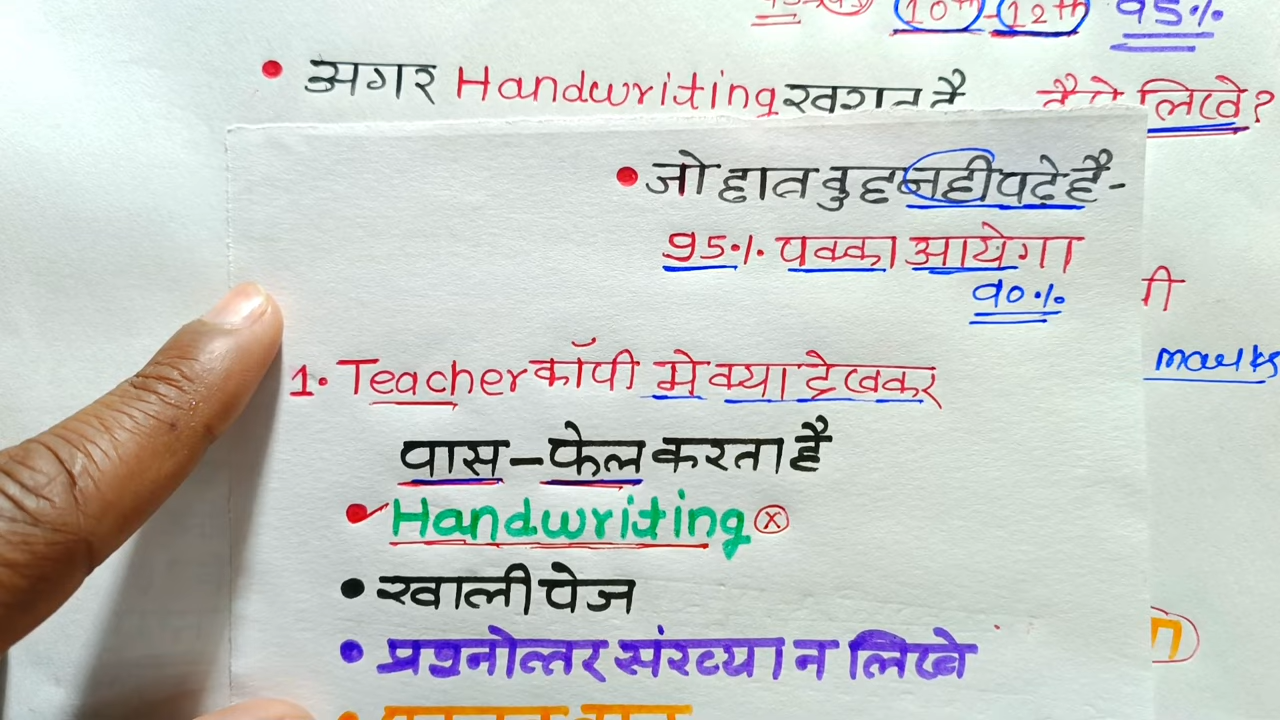 10th-12th 95%
• अगर Handwriting खराब है कैसे लिखे?
• जो छात्र कुछ नही पढ़े है-
95% पक्का आयेगा
90%
ी
marks
1. Teacher कॉपी मे क्या देखकर
पास-फेल करता है
Handwriting ⓧ
• खाली पेज
• प्रश्नोत्तर संख्या न लिखे